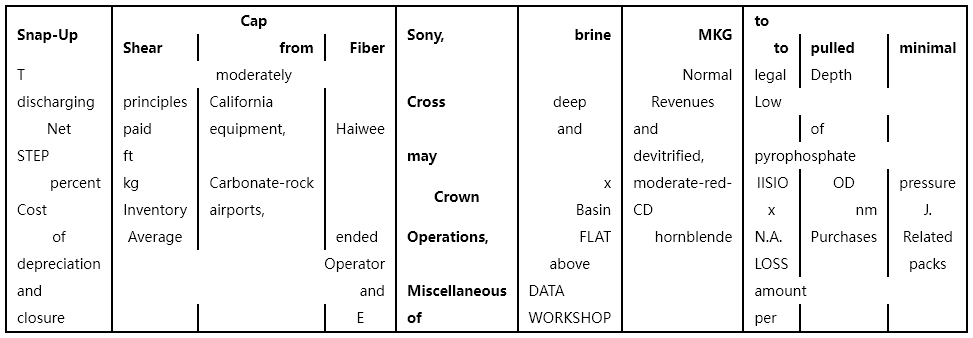 Snap-Up Cap Sony, brine MKG to
Shear from Fiber to pulled minimal
T moderately Normal legal Depth
discharging principles California Cross deep Revenues Low
Net paid equipment, Haiwee and and of
STEP ft may devitrified, pyrophosphate
percent kg Carbonate-rock Crown x moderate-red- IISIO OD pressure
Cost Inventory airports, Basin CD x nm J.
of Average ended Operations, FLAT hornblende N.A. Purchases Related
depreciation Operator above LOSS packs
and and Miscellaneous DATA amount
closure E of WORKSHOP per